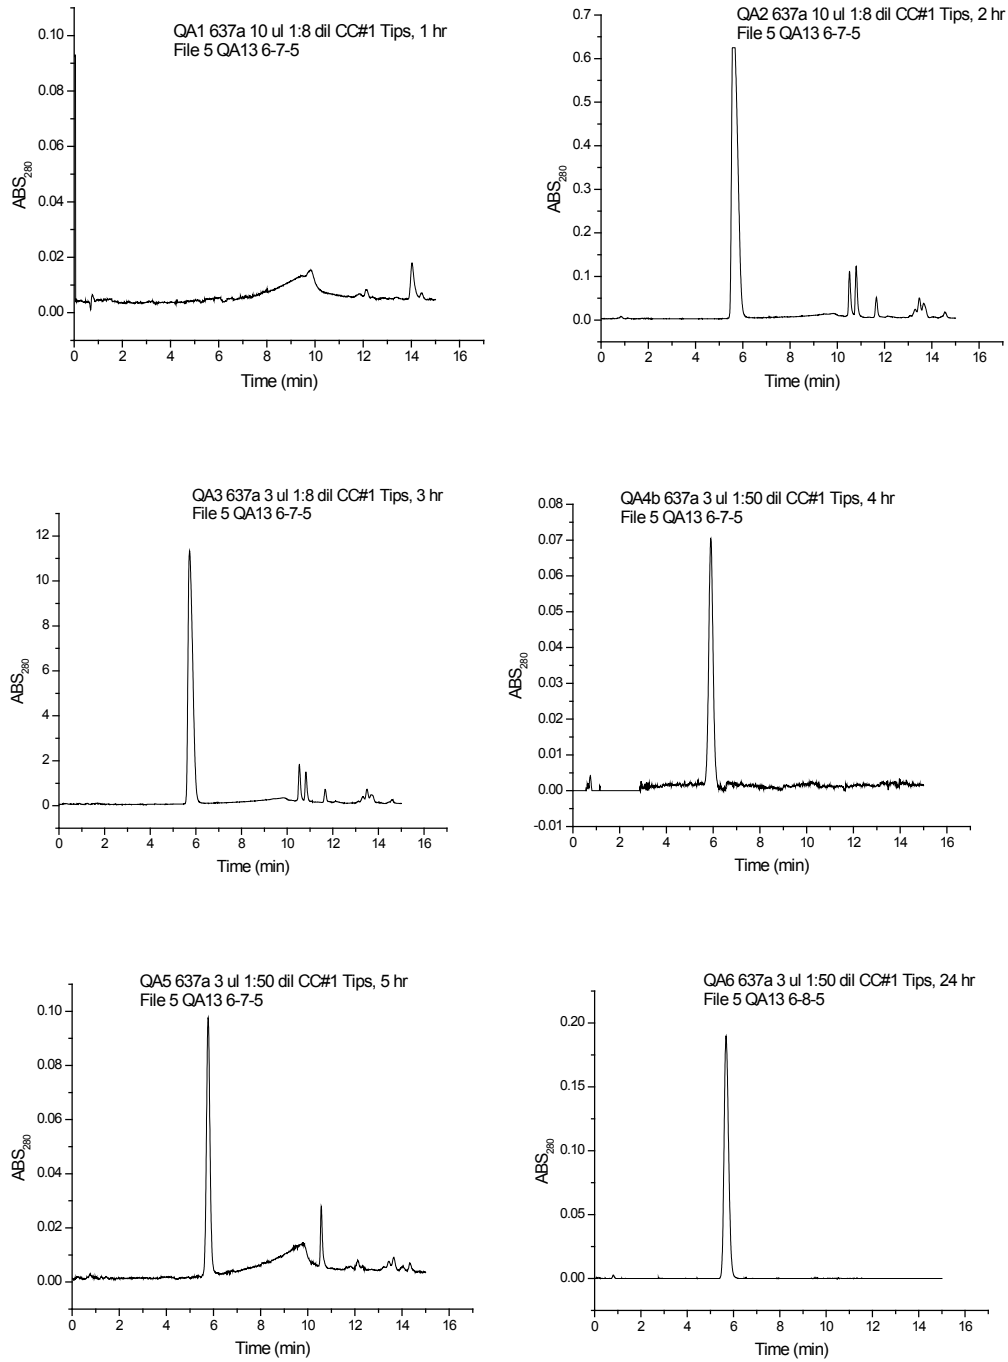 QA1 637a 10 ul 1:8 dil CC#1 Tips, 1 hr
File 5 QA13 6-7-5
0.10
0.08
0.06
0.04
0.02
0.00
-0.10
ABS280
0 2 4 6 8 10 12 14 16
Time (min)
QA2 637a 10 ul 1:8 dil CC#1 Tips, 2 hr
File 5 QA13 6-7-5
0.7
0.6
0.5
0.4
0.3
0.2
0.1
0.0
ABS280
0 2 4 6 8 10 12 14 16
Time (min)
QA3 637a 3 ul 1:8 dil CC#1 Tips, 3 hr
File 5 QA13 6-7-5
12
10
8
6
4
2
0
ABS280
0 2 4 6 8 10 12 14 16
Time (min)
QA4b 637a 3 ul 1:50 dil CC#1 Tips, 4 hr
File 5 QA13 6-7-5
0.08
0.07
0.06
0.05
0.04
0.03
0.02
0.01
0.00
-0.01
ABS280
0 2 4 6 8 10 12 14 16
Time (min)
QA5 637a 3 ul 1:50 dil CC#1 Tips, 5 hr
File 5 QA13 6-7-5
0.10
0.08
0.06
0.04
0.02
0.00
ABS280
0 2 4 6 8 10 12 14 16
Time (min)
QA6 637a 3 ul 1:50 dil CC#1 Tips, 24 hr
File 5 QA13 6-8-5
0.20
0.15
0.10
0.05
0.00
ABS280
0 2 4 6 8 10 12 14 16
Time (min)